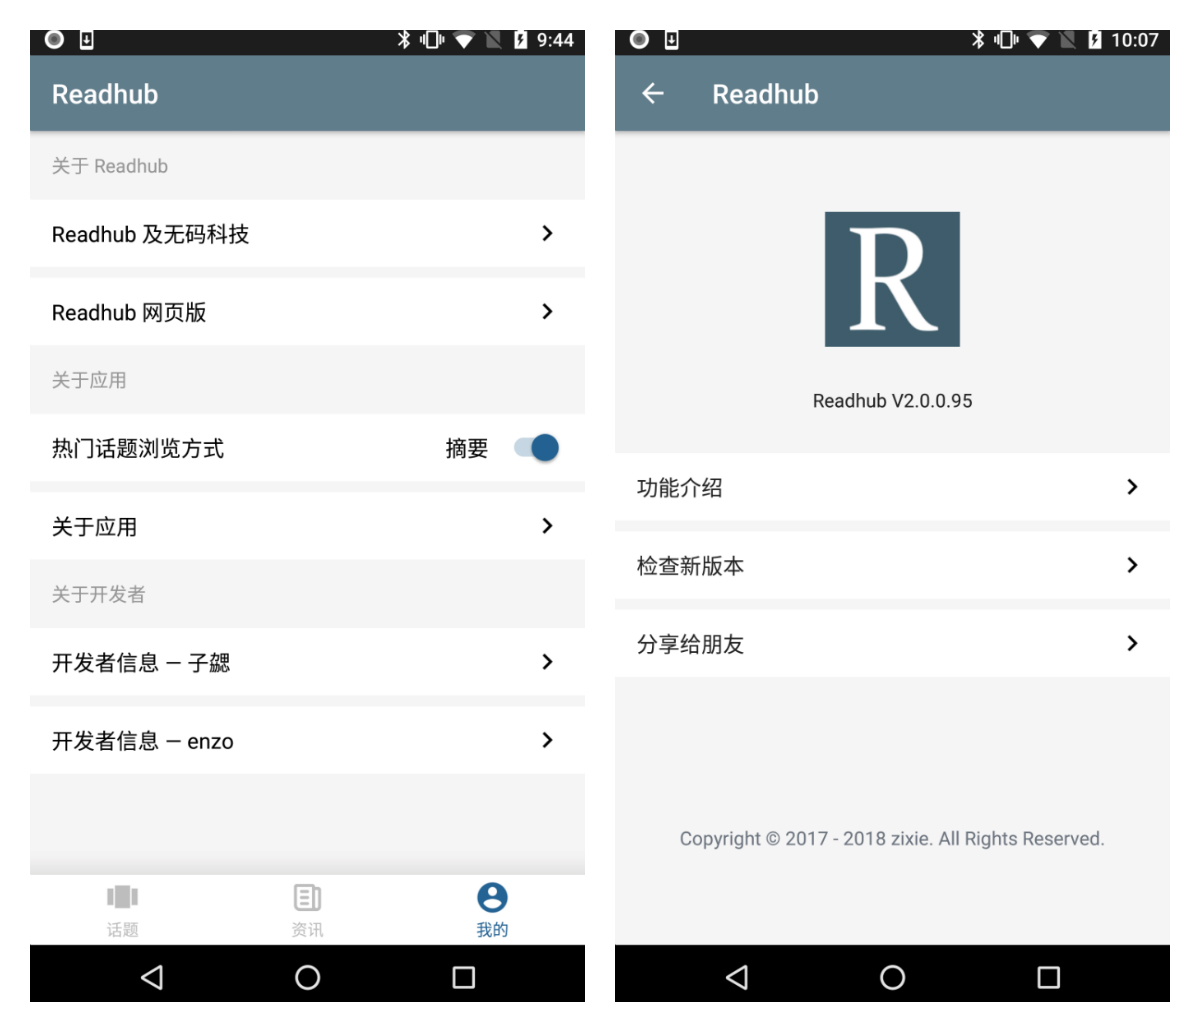 9:44
Readhub
关于 Readhub
Readhub 及无码科技
Readhub 网页版
关于应用
热门话题浏览方式 摘要
关于应用
关于开发者
开发者信息 — 子勰
开发者信息 — enzo
话题 资讯 我的
10:07
Readhub
R
Readhub V2.0.0.95
功能介绍
检查新版本
分享给朋友
Copyright © 2017 - 2018 zixie. All Rights Reserved.